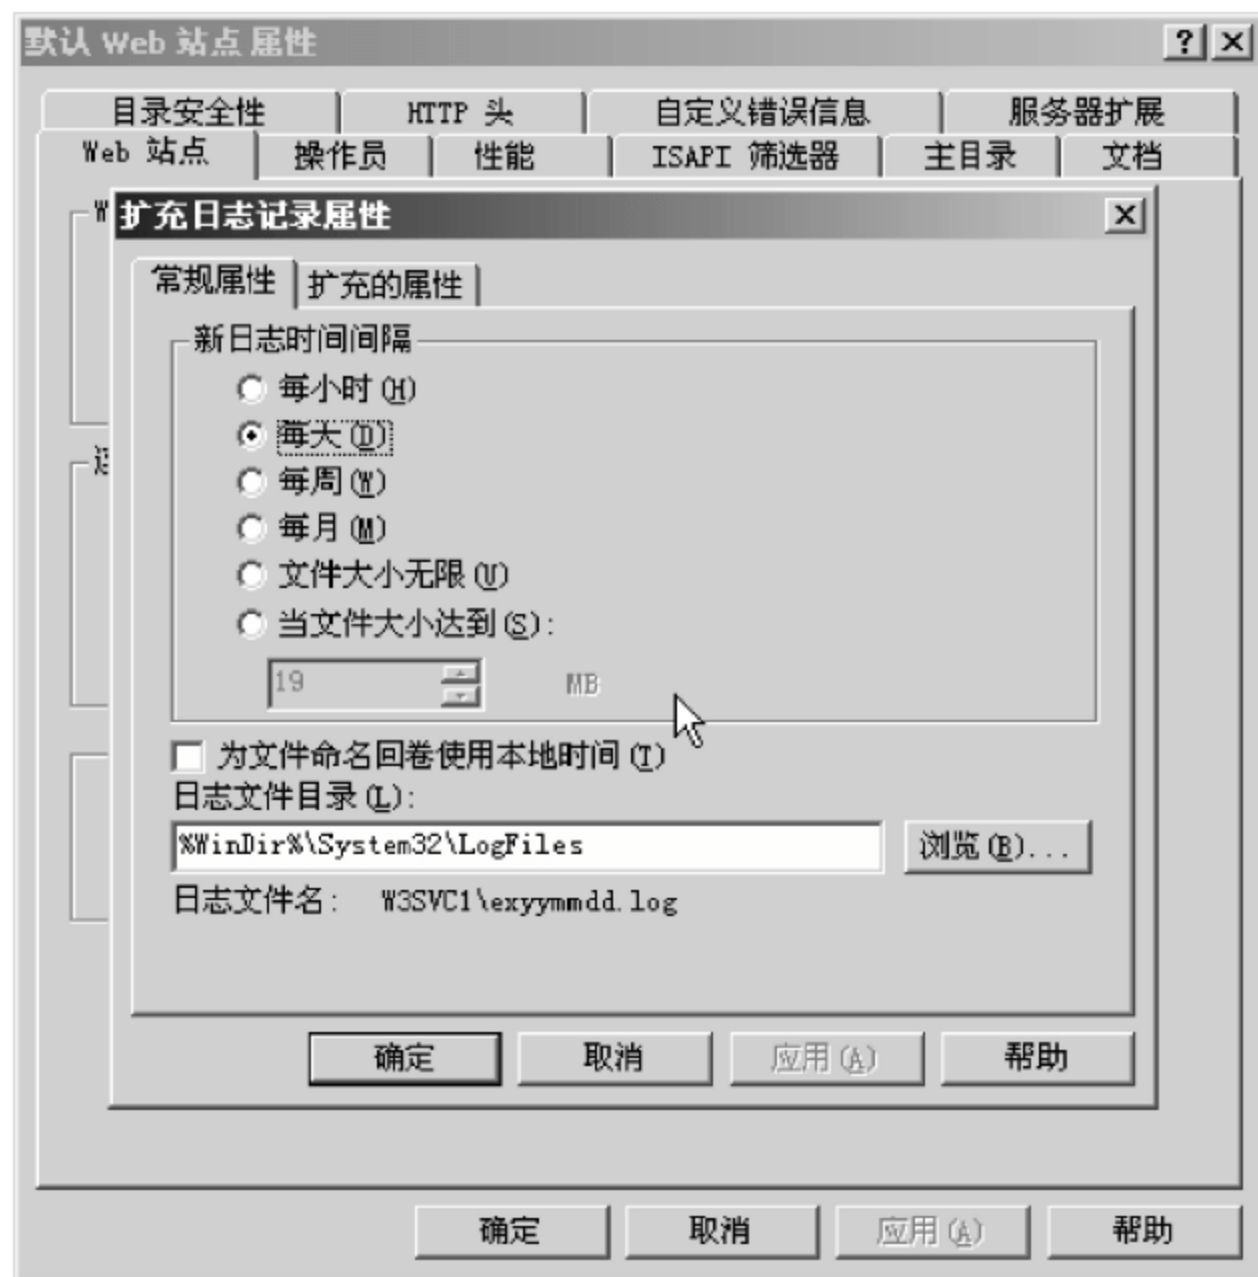 默认 Web 站点 属性
目录安全性 HTTP 头 自定义错误信息 服务器扩展
Web 站点 操作员 性能 ISAPI 筛选器 主目录 文档
扩充日志记录属性
常规属性 扩充的属性
新日志时间间隔
每小时(H)
每天(D)
每周(W)
每月(M)
文件大小无限(U)
当文件大小达到(S):
19 MB
为文件命名回卷使用本地时间(T)
日志文件目录(L):
%WinDir%\System32\LogFiles 浏览(B)...
日志文件名: W3SVC1\exyymmdd.log
确定 取消 应用(A) 帮助
确定 取消 应用(A) 帮助